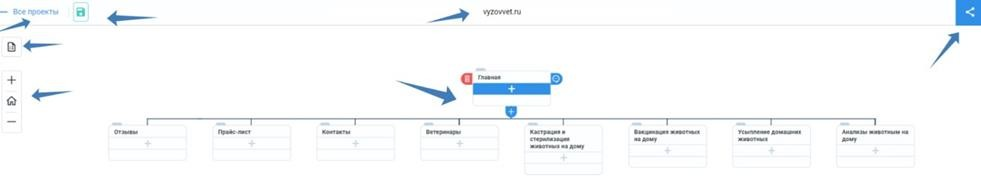 Все проекты
vyzovvet.ru
Главная
Отзывы
Прайс-лист
Контакты
Ветеринары
Кастрация и
стерилизация
животных на дому
Вакцинация животных
на дому
Усыпление домашних
животных
Анализы животным на
дому